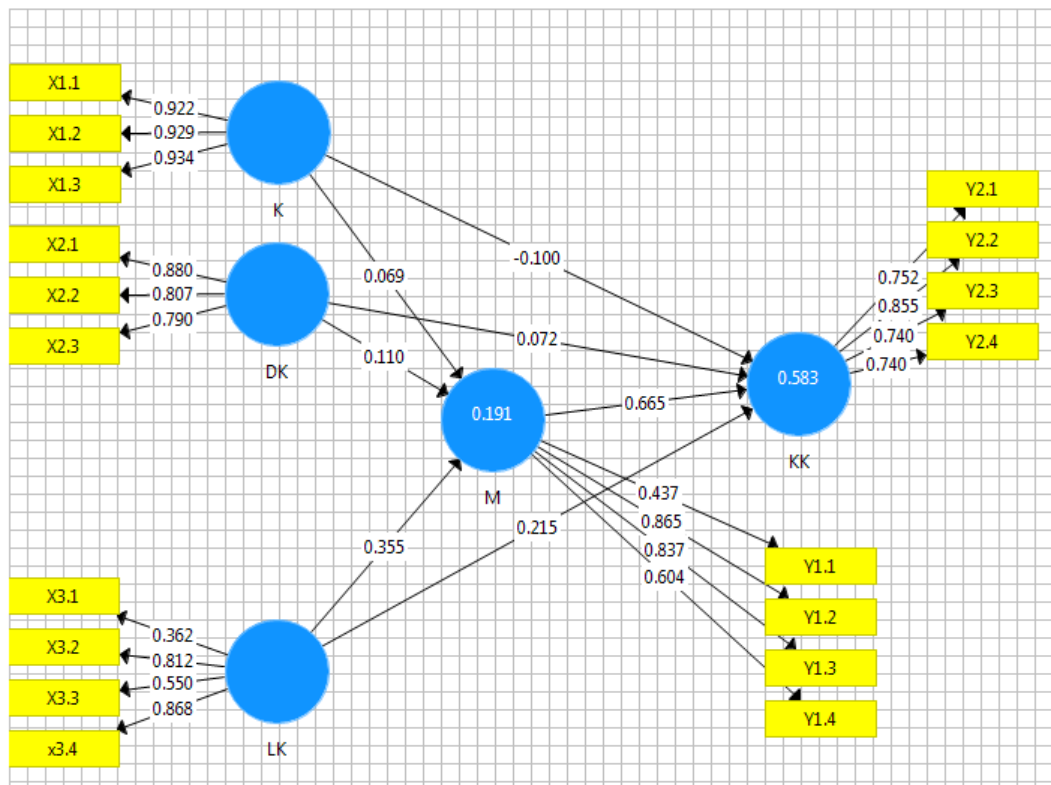 X1.1
0.922
X1.2
0.929
X1.3
0.934
K
X2.1
0.880
X2.2
0.807
X2.3
0.790
DK
X3.1
0.362
X3.2
0.812
X3.3
0.550
x3.4
0.868
LK
0.069
-0.100
0.110
0.072
0.355
0.215
0.191
M
0.665
0.583
KK
Y2.1
0.752
Y2.2
0.855
Y2.3
0.740
Y2.4
0.740
0.437
0.865
0.837
0.604
Y1.1
Y1.2
Y1.3
Y1.4